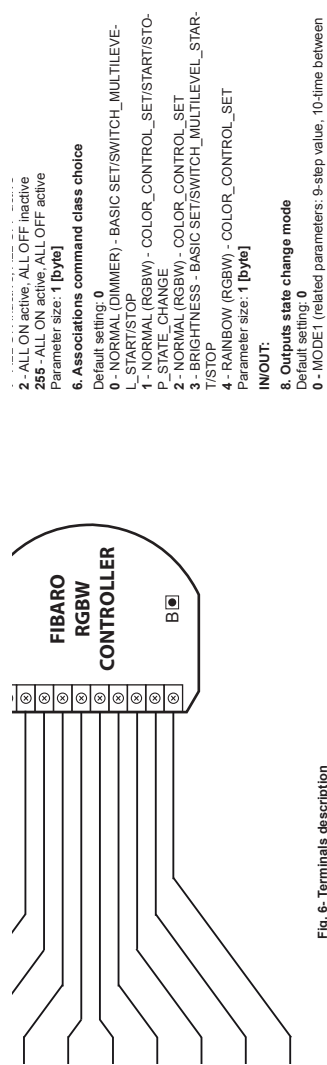 2 - ALL ON active, ALL OFF inactive
255 - ALL ON active, ALL OFF active
Parameter size: 1 [byte]
6. Associations command class choice
Default setting: 0
0 - NORMAL (DIMMER) - BASIC SET/SWITCH_MULTILEVE-
L_START/STOP
1 - NORMAL (RGBW) - COLOR_CONTROL_SET/START/STO-
P_STATE_CHANGE
2 - NORMAL (RGBW) - COLOR_CONTROL_SET
3 - BRIGHTNESS - BASIC SET/SWITCH_MULTILEVEL_STAR-
T/STOP
4 - RAINBOW (RGBW) - COLOR_CONTROL_SET
Parameter size: 1 [byte]
IN/OUT:
8. Outputs state change mode
Default setting: 0
0 - MODE1 (related parameters: 9-step value, 10-time between
FIBARO
RGBW
CONTROLLER
B
Fig. 6- Terminals description